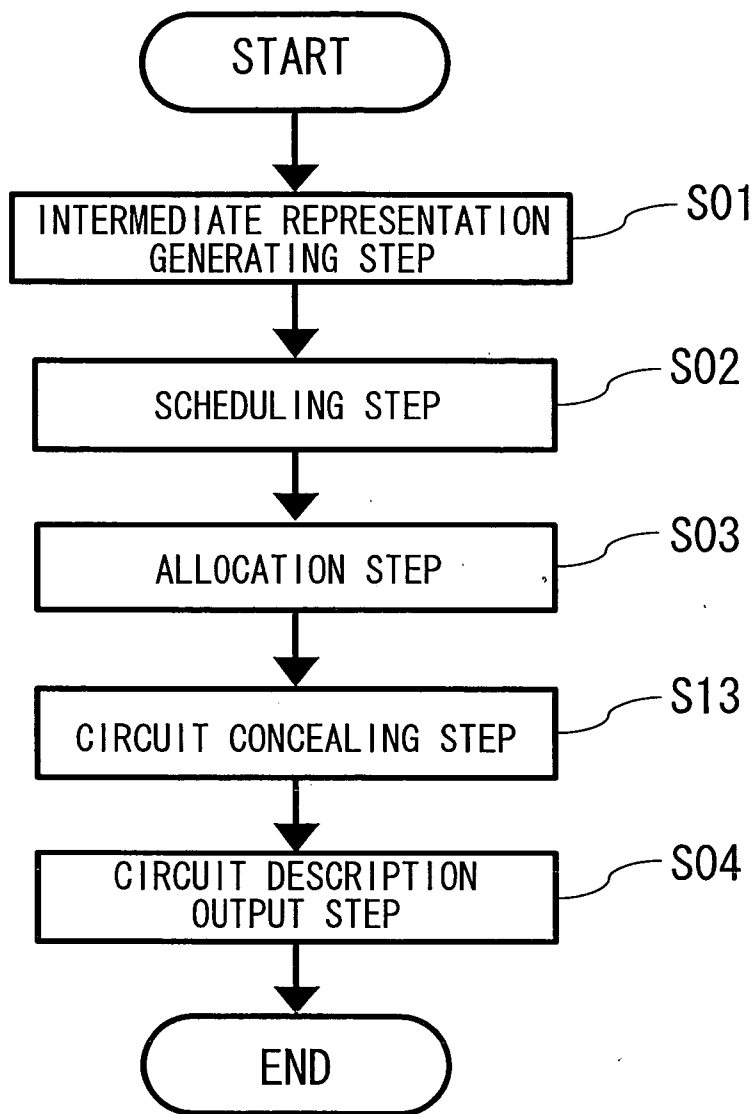 START
INTERMEDIATE REPRESENTATION
GENERATING STEP
S01
SCHEDULING STEP
S02
ALLOCATION STEP
S03
CIRCUIT CONCEALING STEP
S13
CIRCUIT DESCRIPTION
OUTPUT STEP
S04
END